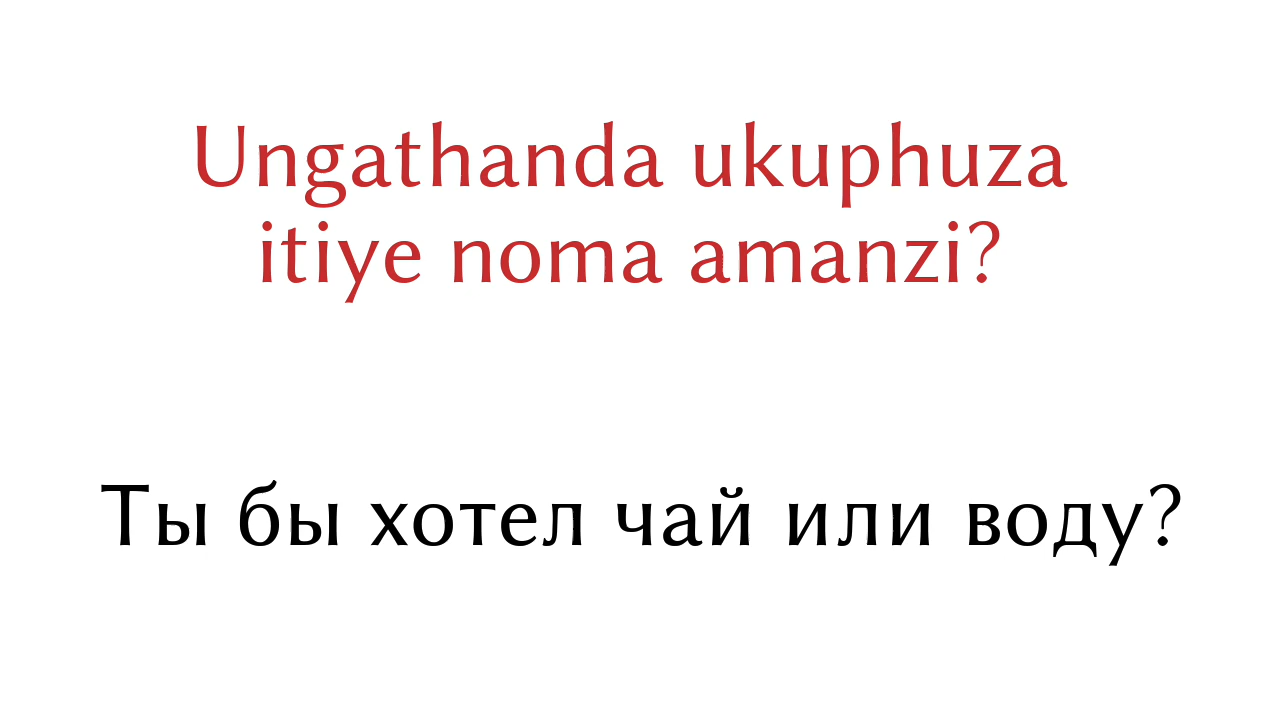 Ungathanda ukuphuza
itiye noma amanzi?
Ты бы хотел чай или воду?